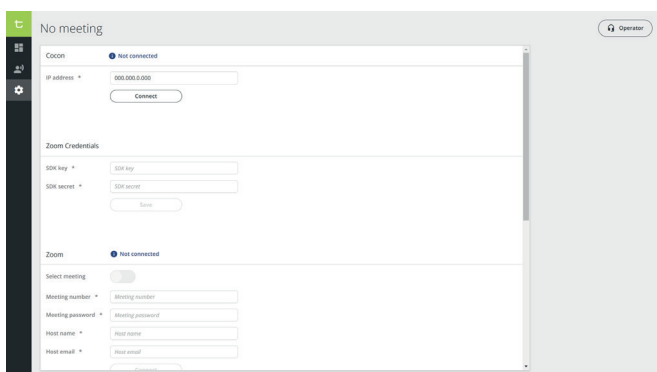 No meeting
Operator
Cocon Not connected
IP address * 000.000.0.000
Connect
Zoom Credentials
SDK key * SDK key
SDK secret * SDK secret
Save
Zoom Not connected
Select meeting
Meeting number * Meeting number
Meeting password * Meeting password
Host name * Host name
Host email * Host email